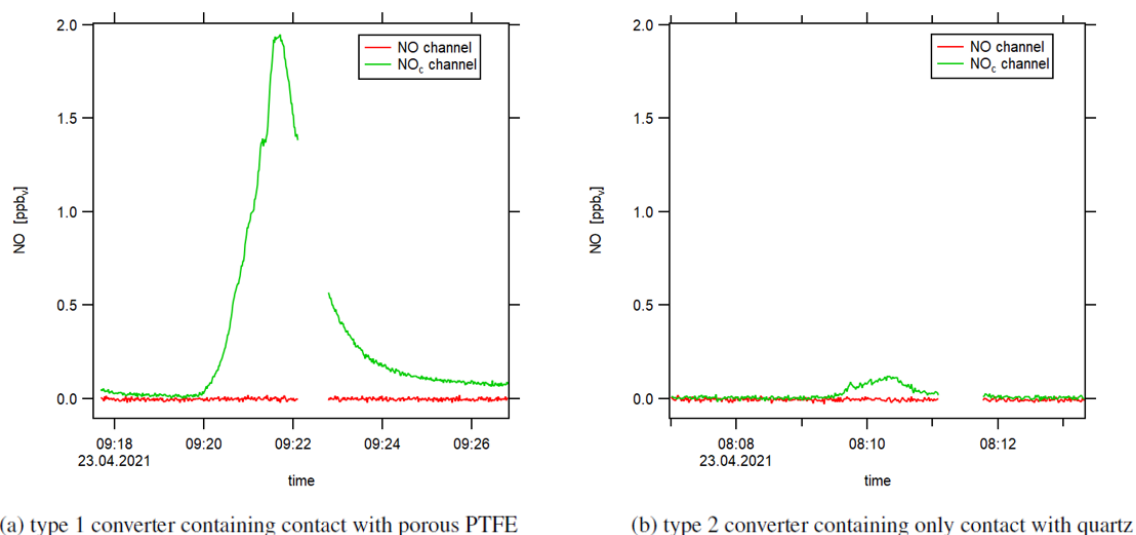 2.0
1.5
1.0
0.5
0.0
NO [ppbv]
NO channel
NOc channel
09:18
09:20
09:22
09:24
09:26
23.04.2021
time
(a) type 1 converter containing contact with porous PTFE
2.0
1.5
1.0
0.5
0.0
NO [ppbv]
NO channel
NOc channel
08:08
08:10
08:12
23.04.2021
time
(b) type 2 converter containing only contact with quartz